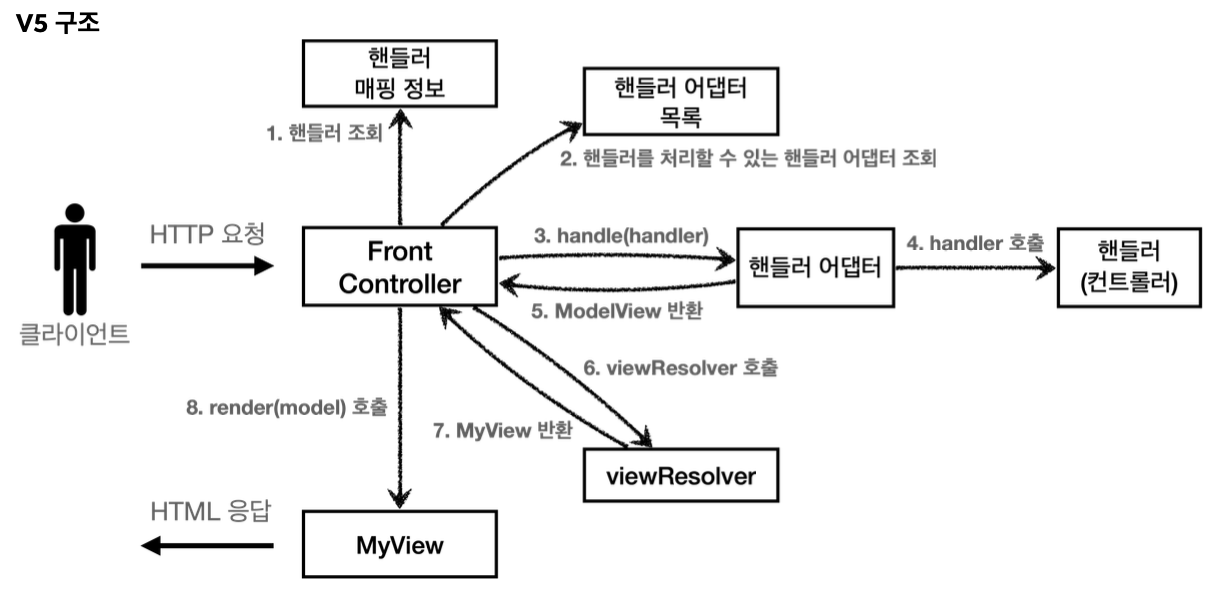 V5 구조
핸들러
매핑 정보
핸들러 어댑터
목록
1. 핸들러 조회
2. 핸들러를 처리할 수 있는 핸들러 어댑터 조회
HTTP 요청
클라이언트
Front
Controller
3. handle(handler)
핸들러 어댑터
4. handler 호출
핸들러
(컨트롤러)
5. ModelView 반환
6. viewResolver 호출
8. render(model) 호출
7. MyView 반환
viewResolver
HTML 응답
MyView